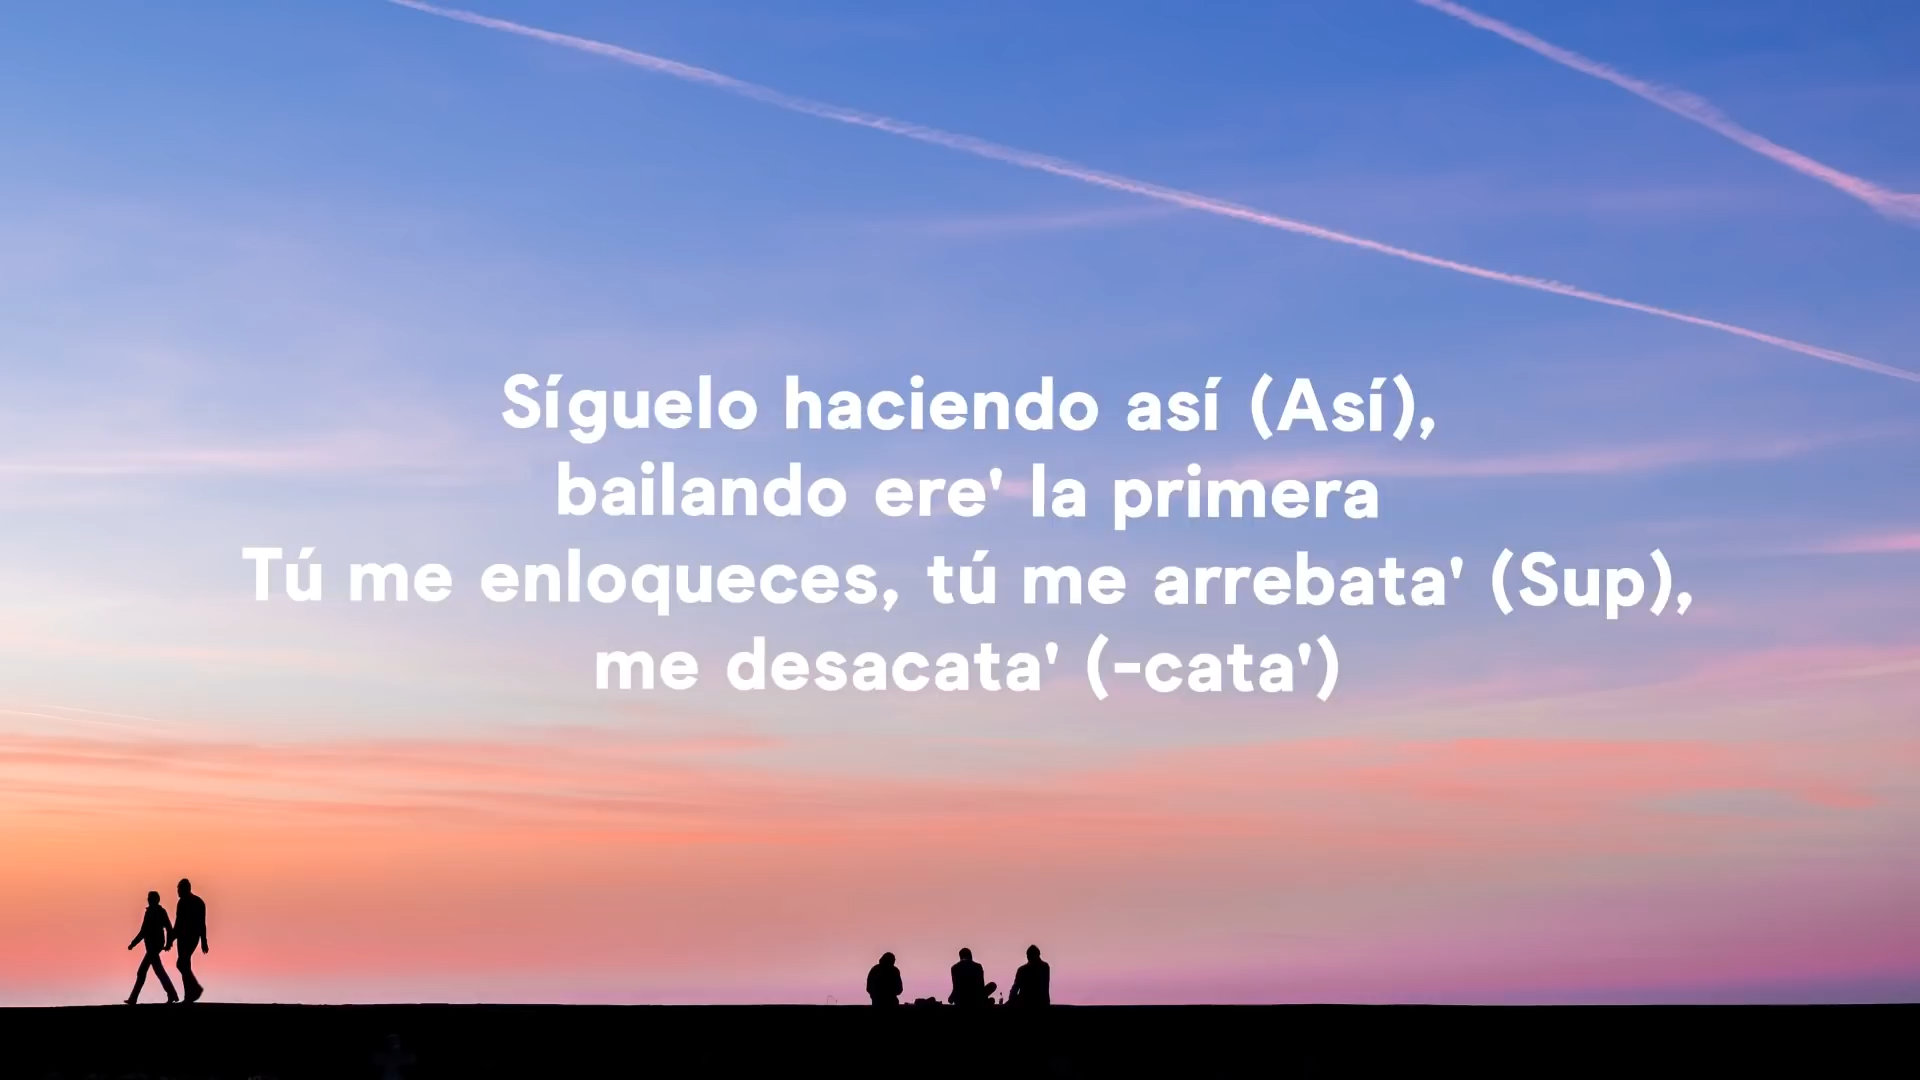 Síguelo haciendo así (Así),
bailando ere' la primera
Tú me enloqueces, tú me arrebata' (Sup),
me desacata' (-cata')